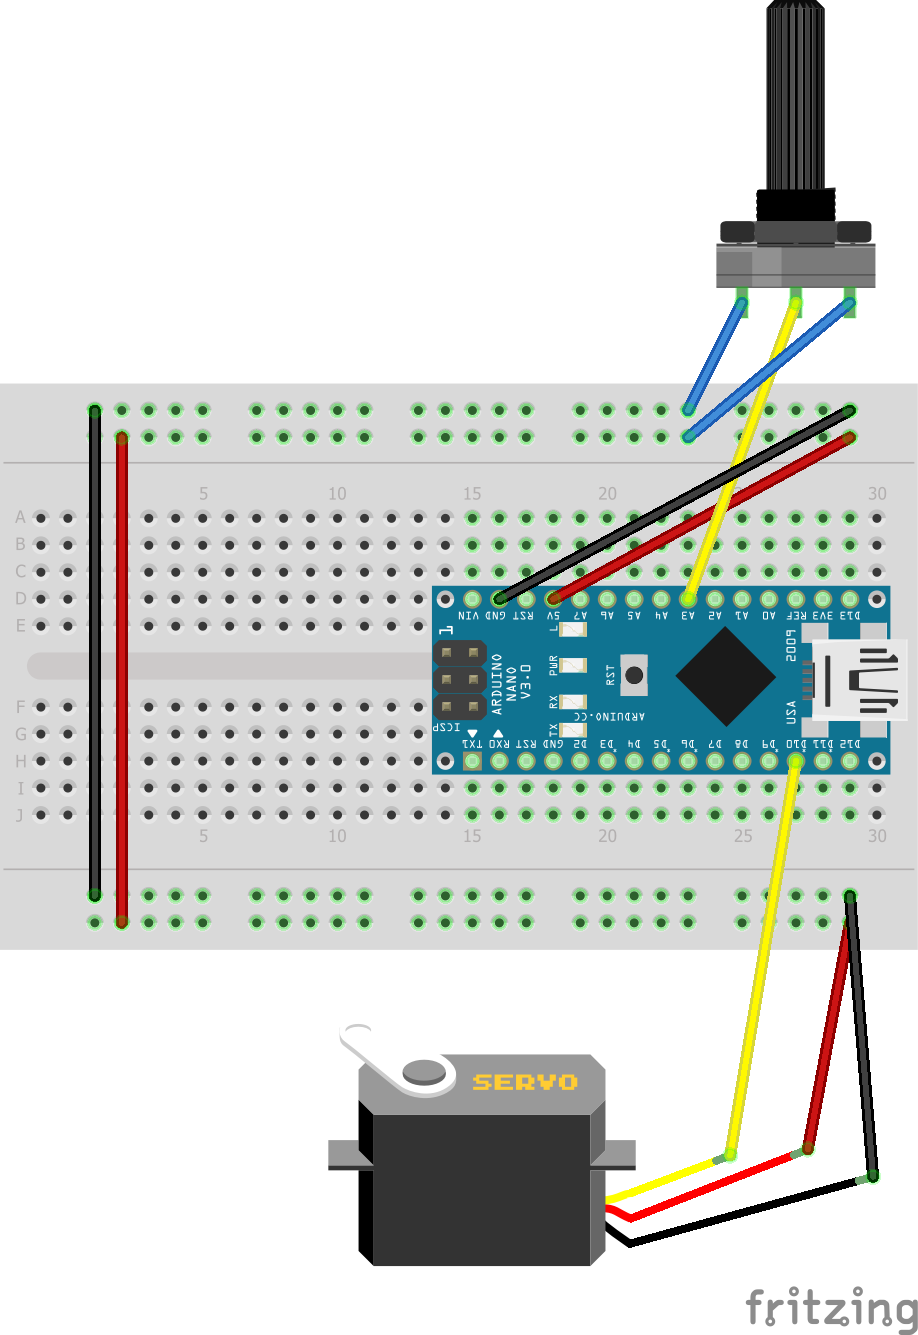 5 10 15 20 30
A
B
C
D
E
VIN GND RST 5V A7 A6 A5 A4 A3 A2 A1 A0 REF 3V3 D13
1
L
PWR
RX
TX
RST
ARDUINO
NANO
V3.0
ARDUINO.CC
USA
ICSP
TX1 RX0 RST GND D2 D3 D4 D5 D6 D7 D8 D9 D10 D11 D12
F
G
H
I
J
5 10 15 20 25 30
SERVO
fritzing